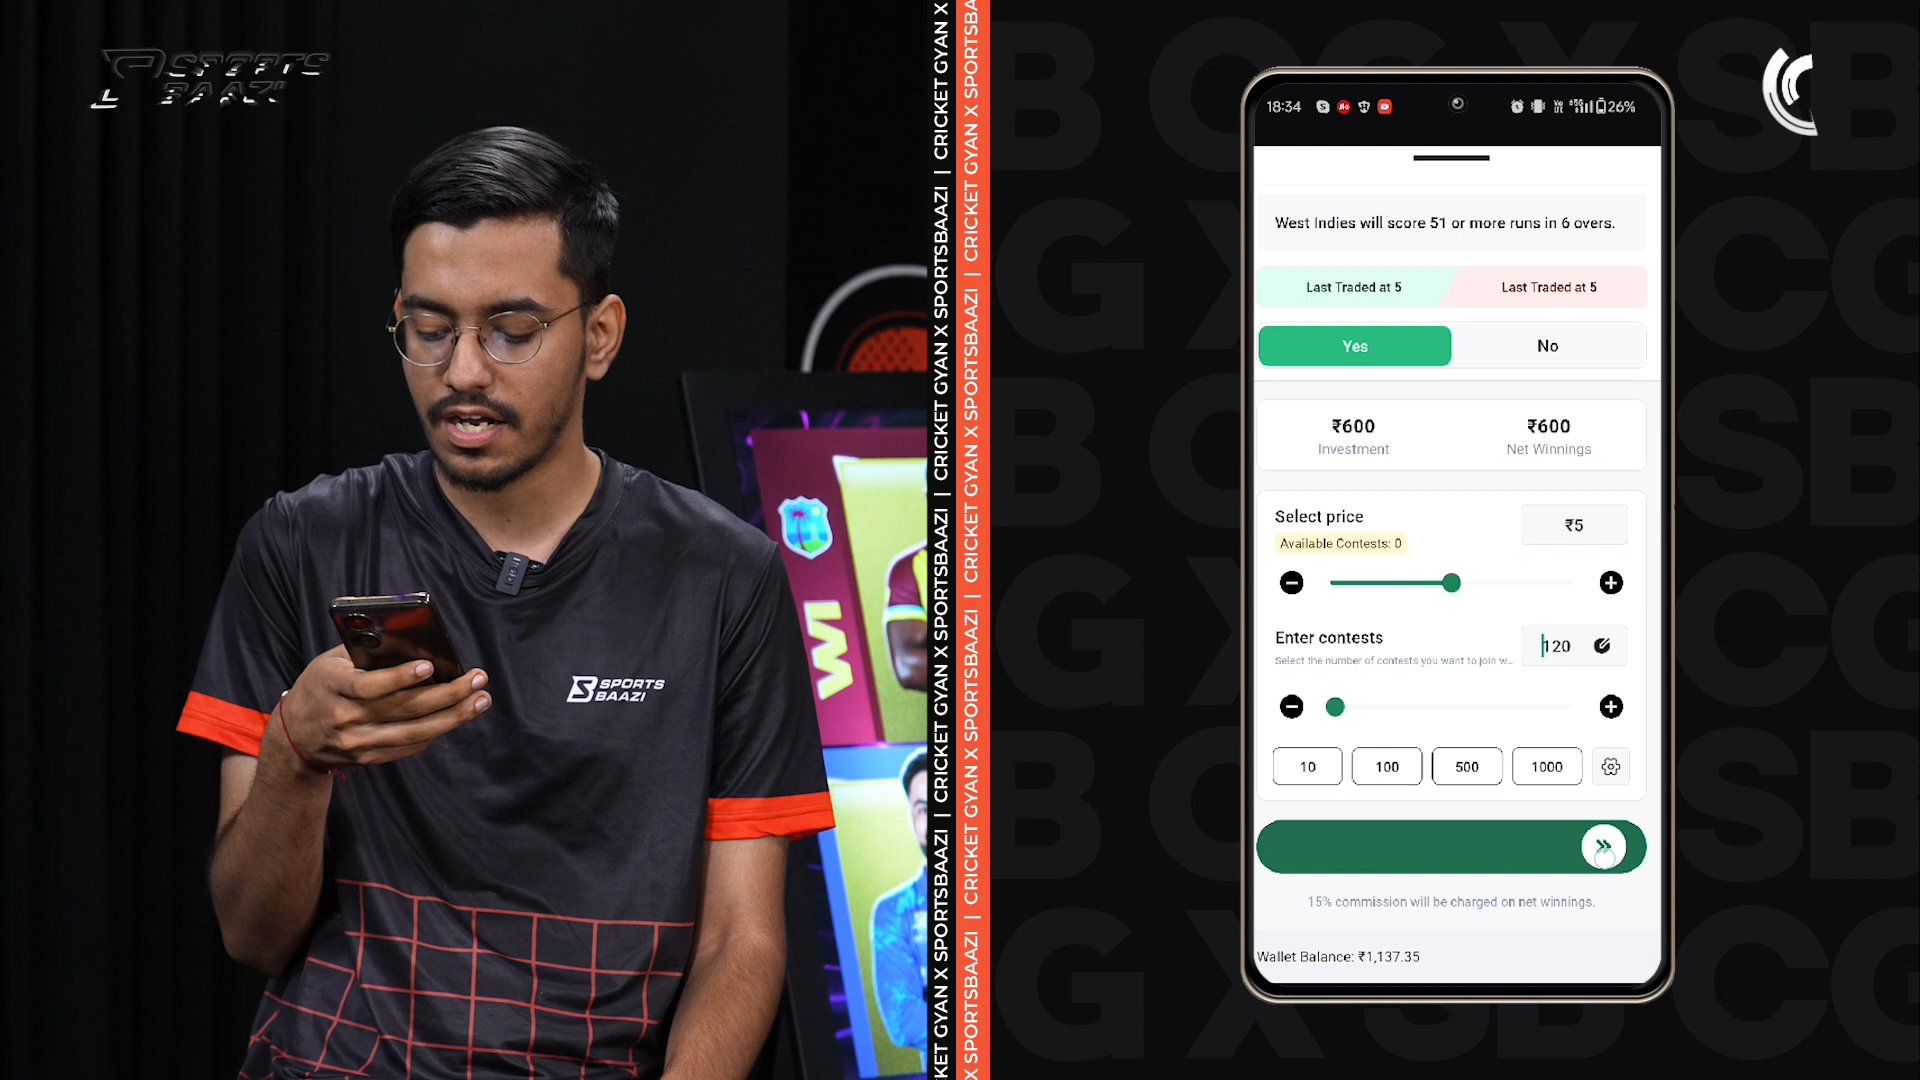 SPORTS
BAAZI
WI
SPORTS
BAAZI
KET GYAN X SPORTSBAAZI | CRICKET GYAN X SPORTSBAAZI | CRICKET GYAN X SPORTSBAAZI | CRICKET GYAN X
X SPORTSBAAZI | CRICKET GYAN X SPORTSBAAZI | CRICKET GYAN X SPORTSBAAZI | CRICKET GYAN X SPORTSBA
18:34
26%
West Indies will score 51 or more runs in 6 overs.
Last Traded at 5
Last Traded at 5
Yes
No
₹600
₹600
Investment
Net Winnings
Select price
₹5
Available Contests: 0
Enter contests
120
Select the number of contests you want to join w...
10
100
500
1000
15% commission will be charged on net winnings.
Wallet Balance: ₹1,137.35